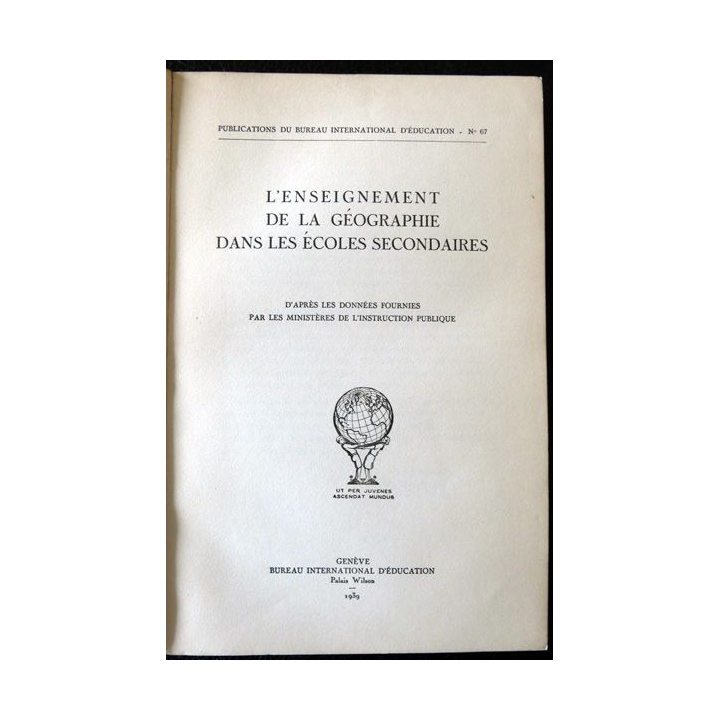 PUBLICATIONS DU BUREAU INTERNATIONAL D'ÉDUCATION - No 67
L'ENSEIGNEMENT
DE LA GÉOGRAPHIE
DANS LES ÉCOLES SECONDAIRES
D'APRÈS LES DONNÉES FOURNIES
PAR LES MINISTÈRES DE L'INSTRUCTION PUBLIQUE
UT PER JUVENES
ASCENDAT MUNDUS
GENÈVE
BUREAU INTERNATIONAL D'ÉDUCATION
Palais Wilson
—
1939